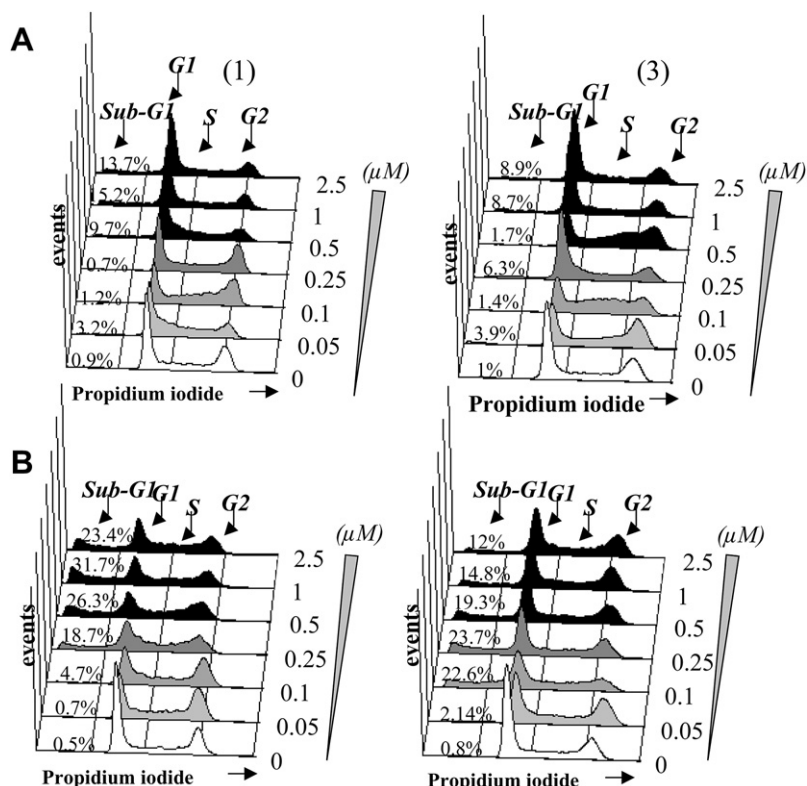 A
(1)
G1
Sub-G1
S
G2
(µM)
13.7%
2.5
5.2%
1
9.7%
0.5
0.7%
0.25
1.2%
0.1
3.2%
0.05
0.9%
0
events
Propidium iodide
(3)
G1
Sub-G1
S
G2
(µM)
8.9%
2.5
8.7%
1
1.7%
0.5
6.3%
0.25
1.4%
0.1
3.9%
0.05
1%
0
Propidium iodide
B
Sub-G1
G1
S
G2
(µM)
23.4%
2.5
31.7%
1
26.3%
0.5
18.7%
0.25
4.7%
0.1
0.7%
0.05
0.5%
0
events
Propidium iodide
Sub-G1
G1
S
G2
(µM)
12%
2.5
14.8%
1
19.3%
0.5
23.7%
0.25
22.6%
0.1
2,14%
0.05
0.8%
0
events
Propidium iodide